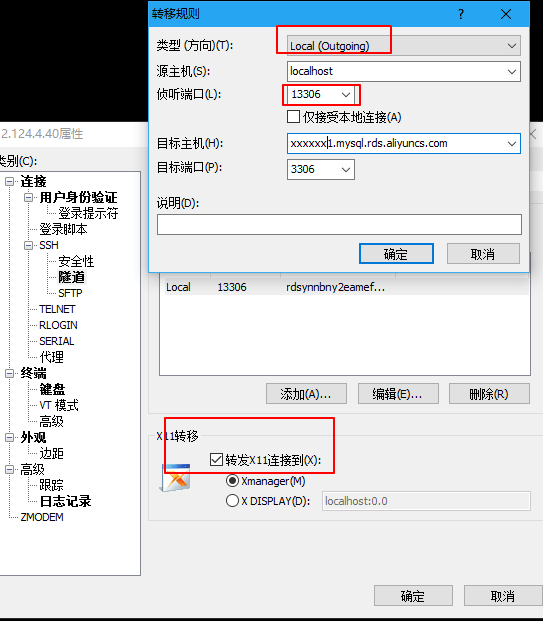 转移规则
? ×
类型 (方向)(T):
Local (Outgoing)
源主机(S):
localhost
侦听端口(L):
13306
仅接受本地连接(A)
目标主机(H):
xxxxxx1.mysql.rds.aliyuncs.com
目标端口(P):
3306
说明(D):
确定
取消
2.124.4.40属性
类别(C):
连接
用户身份验证
登录提示符
登录脚本
SSH
安全性
隧道
SFTP
TELNET
RLOGIN
SERIAL
代理
终端
键盘
VT 模式
高级
外观
边距
高级
跟踪
日志记录
ZMODEM
Local 13306 rdsynnbny2eamef...
添加(A)...
编辑(E)...
删除(R)
X11转移
转发X11连接到(X):
Xmanager(M)
X DISPLAY(D):
localhost:0.0
确定
取消